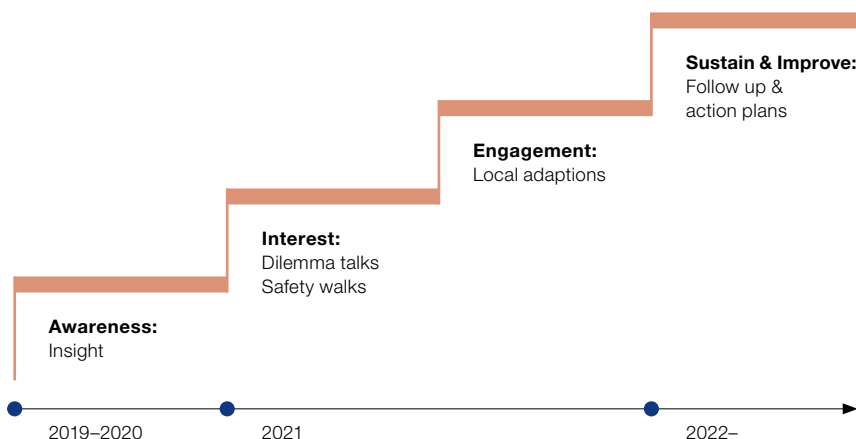 Sustain & Improve:
Follow up &
action plans
Engagement:
Local adaptions
Interest:
Dilemma talks
Safety walks
Awareness:
Insight
2019–2020
2021
2022–